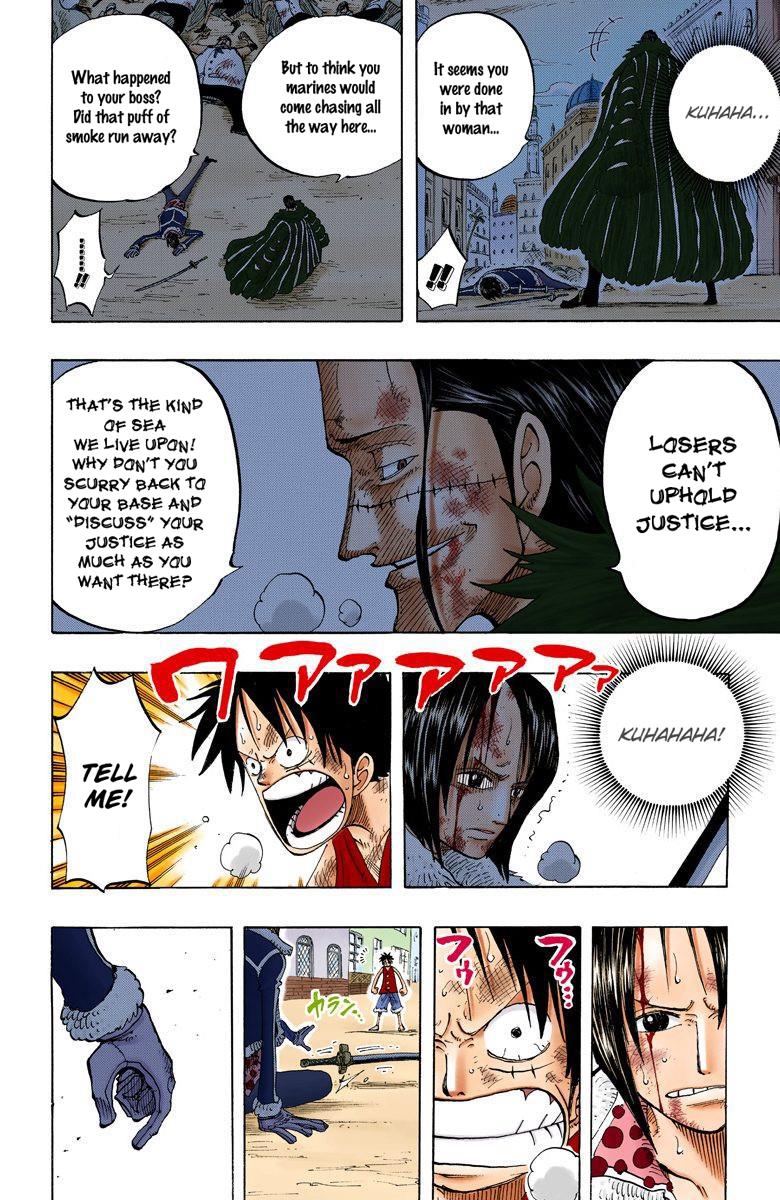 KUHAHA...
It seems you
were done
in by that
woman...
!!
But to think you
marines would
come chasing all
the way here...
What happened
to your boss?
Did that puff of
smoke run away?
......!!
LOSERS
CAN'T
UPHOLD
JUSTICE...
THAT'S THE KIND
OF SEA
WE LIVE UPON!
WHY DON'T YOU
SCURRY BACK TO
YOUR BASE AND
"DISCUSS" YOUR
JUSTICE AS
MUCH AS YOU
WANT THERE?
KUHAHAHA!
ワアァァァァァ
TELL
ME!
フゥ...
フゥ
カラン...